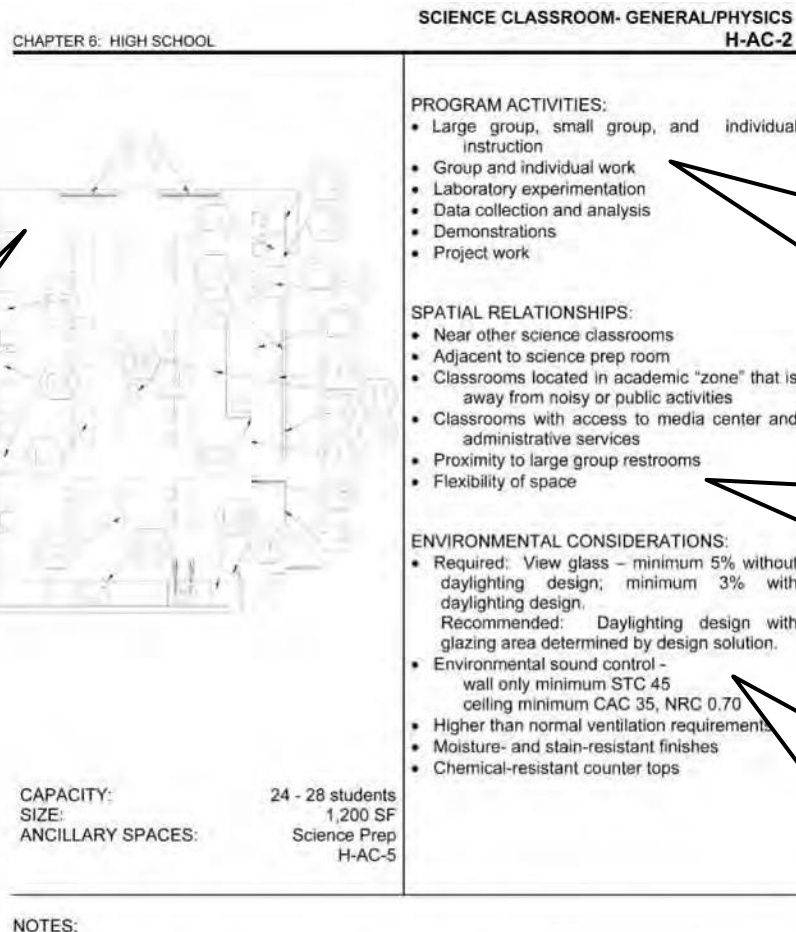 SCIENCE CLASSROOM- GENERAL/PHYSICS
CHAPTER 6: HIGH SCHOOL
H-AC-2
PROGRAM ACTIVITIES:
• Large group, small group, and individual
instruction
• Group and individual work
• Laboratory experimentation
• Data collection and analysis
• Demonstrations
• Project work
SPATIAL RELATIONSHIPS:
• Near other science classrooms
• Adjacent to science prep room
• Classrooms located in academic “zone” that is
away from noisy or public activities
• Classrooms with access to media center and
administrative services
• Proximity to large group restrooms
• Flexibility of space
ENVIRONMENTAL CONSIDERATIONS:
• Required: View glass – minimum 5% without
daylighting design; minimum 3% with
daylighting design.
Recommended: Daylighting design with
glazing area determined by design solution.
• Environmental sound control -
wall only minimum STC 45
ceiling minimum CAC 35, NRC 0.70
• Higher than normal ventilation requirements
• Moisture- and stain-resistant finishes
• Chemical-resistant counter tops
CAPACITY: 24 - 28 students
SIZE: 1,200 SF
ANCILLARY SPACES: Science Prep
H-AC-5
NOTES: